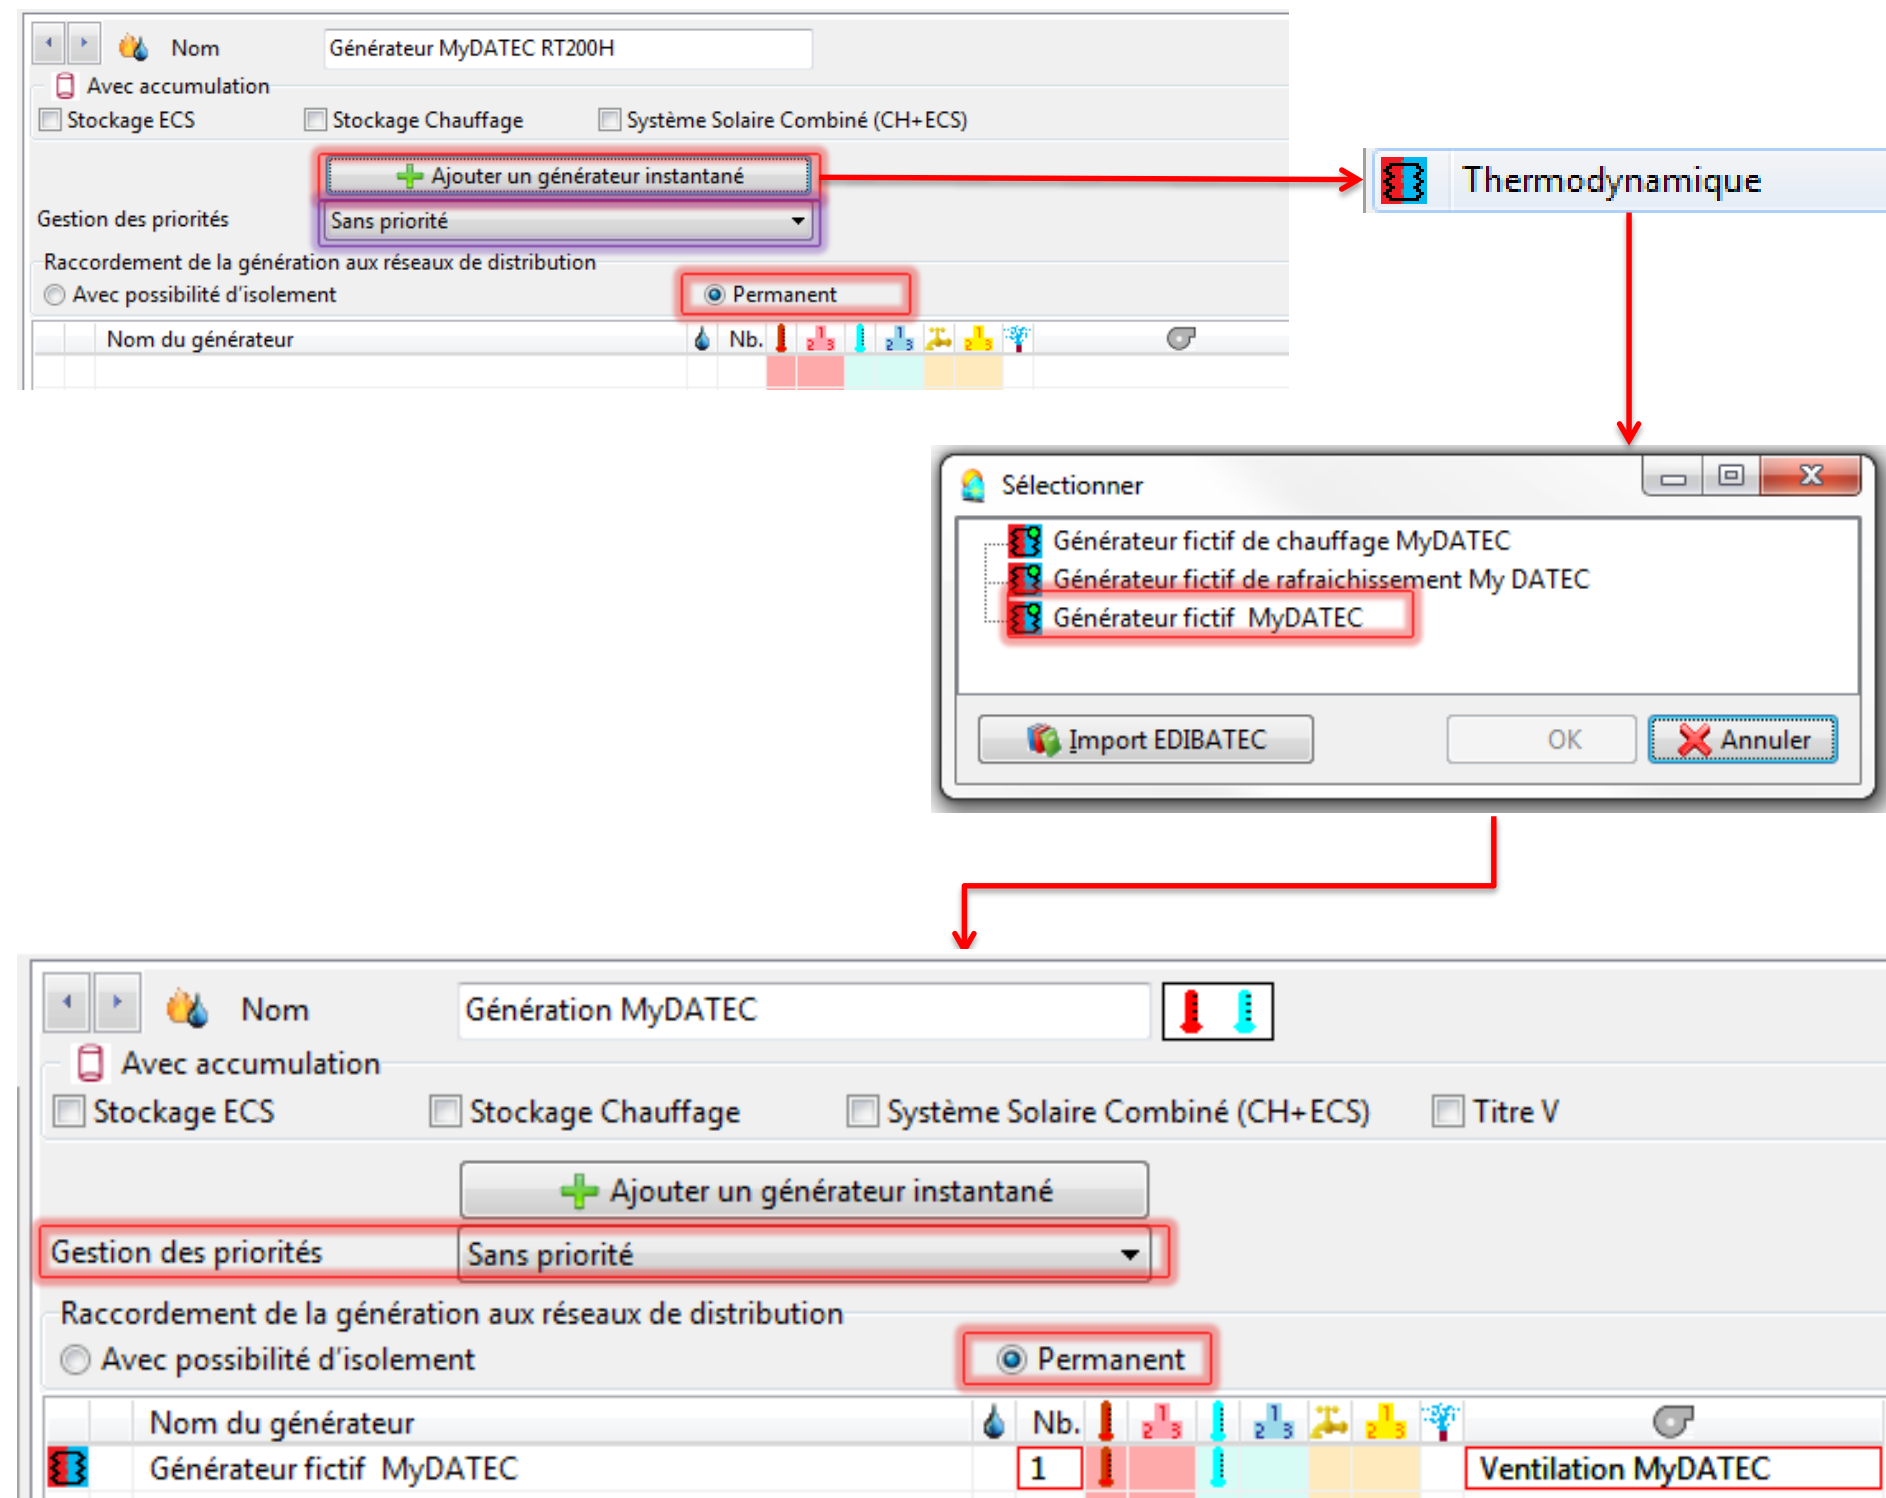 Nom Générateur MyDATEC RT200H
Avec accumulation
Stockage ECS Stockage Chauffage Système Solaire Combiné (CH+ECS)
Ajouter un générateur instantané
Gestion des priorités Sans priorité
Raccordement de la génération aux réseaux de distribution
Avec possibilité d'isolement Permanent
Nom du générateur Nb.
Thermodynamique
Sélectionner
Générateur fictif de chauffage MyDATEC
Générateur fictif de rafraichissement My DATEC
Générateur fictif MyDATEC
Import EDIBATEC OK Annuler
Nom Génération MyDATEC
Avec accumulation
Stockage ECS Stockage Chauffage Système Solaire Combiné (CH+ECS) Titre V
Ajouter un générateur instantané
Gestion des priorités Sans priorité
Raccordement de la génération aux réseaux de distribution
Avec possibilité d'isolement Permanent
Nom du générateur Nb.
Générateur fictif MyDATEC 1 Ventilation MyDATEC